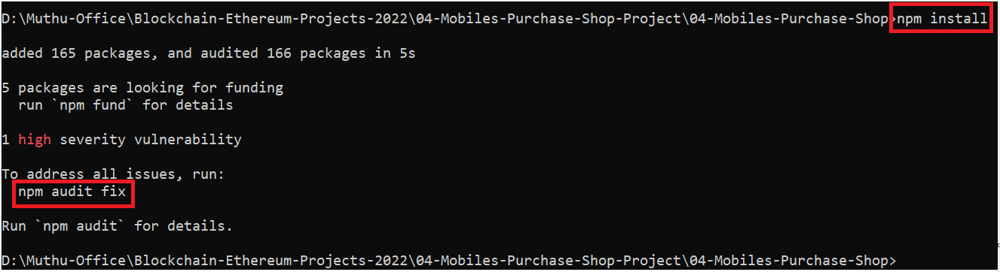 D:\Muthu-Office\Blockchain-Ethereum-Projects-2022\04-Mobiles-Purchase-Shop-Project\04-Mobiles-Purchase-Shop>npm install
added 165 packages, and audited 166 packages in 5s
5 packages are looking for funding
run `npm fund` for details
1 high severity vulnerability
To address all issues, run:
npm audit fix
Run `npm audit` for details.
D:\Muthu-Office\Blockchain-Ethereum-Projects-2022\04-Mobiles-Purchase-Shop-Project\04-Mobiles-Purchase-Shop>